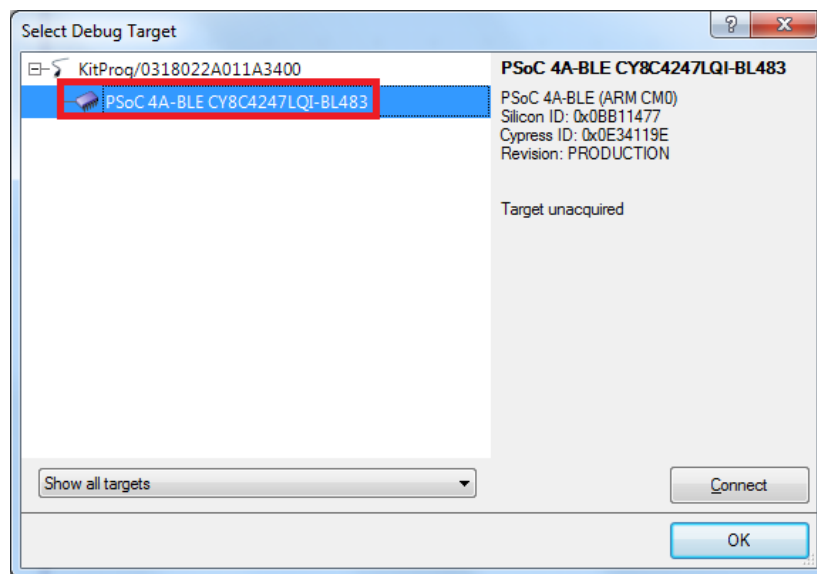 Select Debug Target
KitProg/0318022A011A3400
PSoC 4A-BLE CY8C4247LQI-BL483
PSoC 4A-BLE CY8C4247LQI-BL483
PSoC 4A-BLE (ARM CM0)
Silicon ID: 0x0BB11477
Cypress ID: 0x0E34119E
Revision: PRODUCTION
Target unacquired
Show all targets
Connect
OK